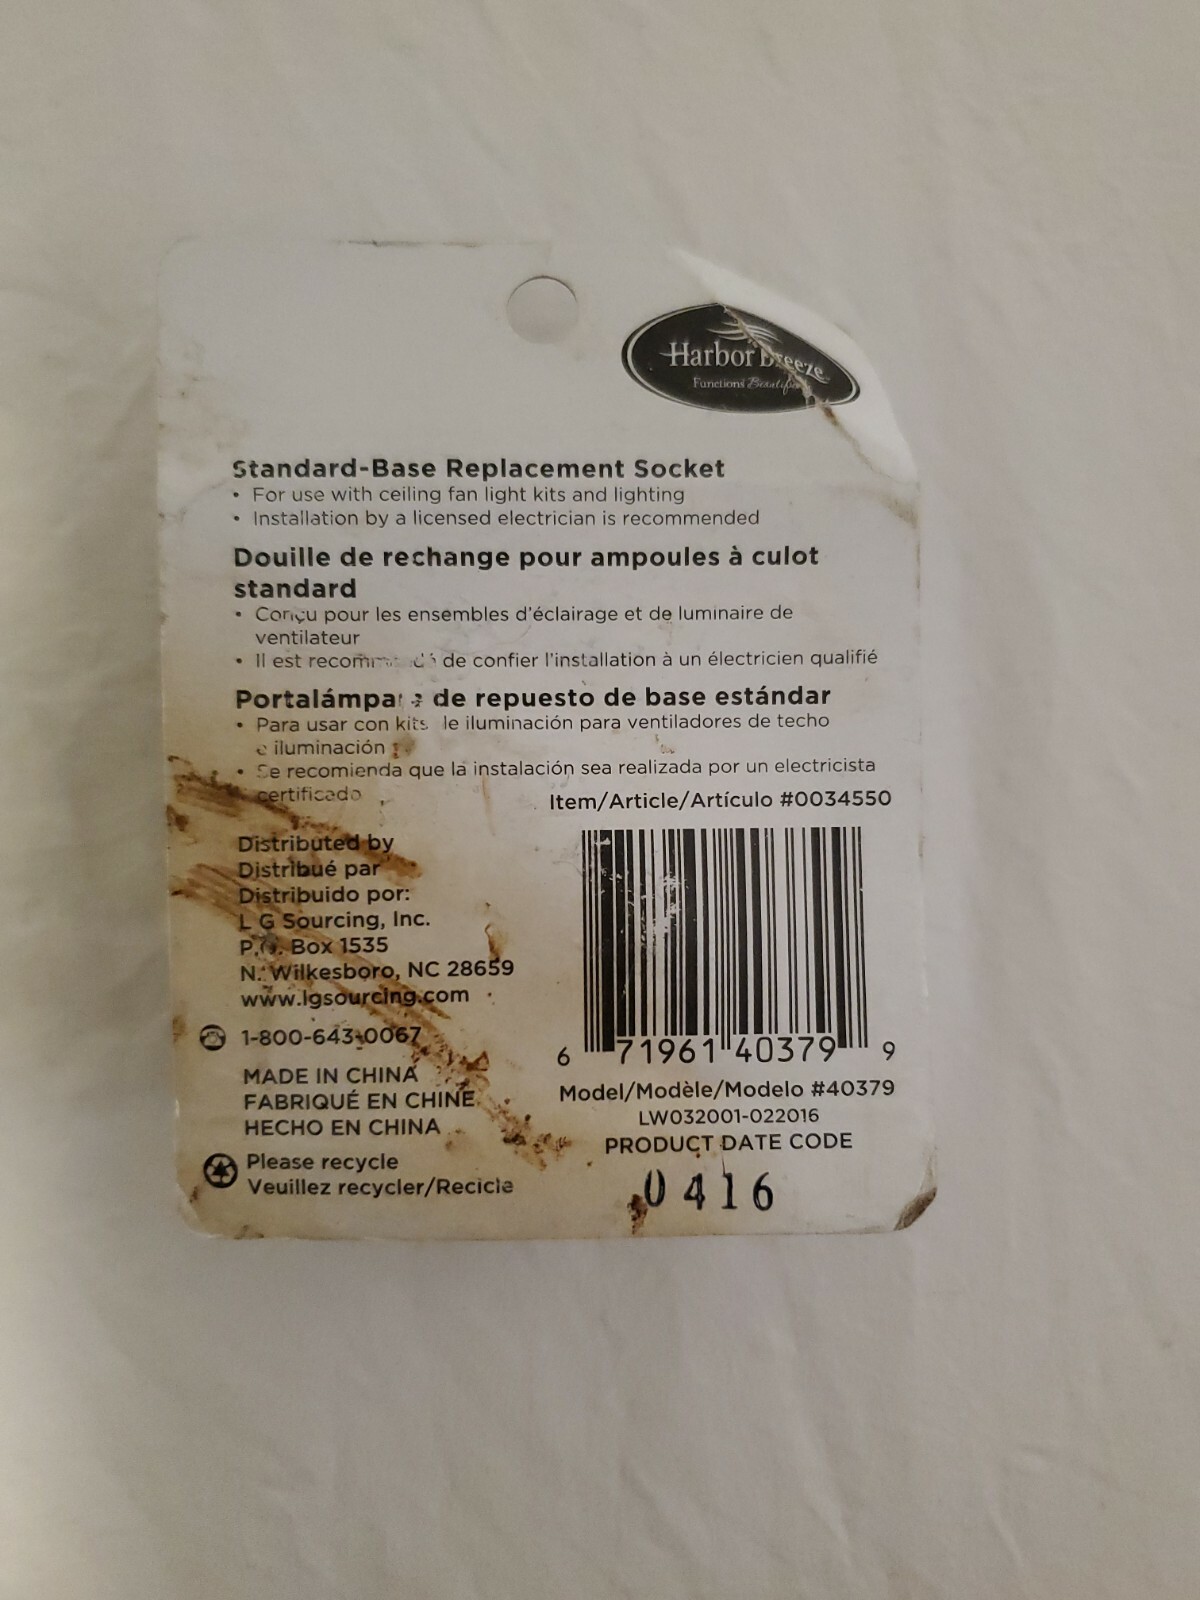 Harbor Breeze
Functions
Standard-Base Replacement Socket
• For use with ceiling fan light kits and lighting
• Installation by a licensed electrician is recommended
Douille de rechange pour ampoules à culot
standard
• Conçu pour les ensembles d'éclairage et de luminaire de
ventilateur
• Il est de confier l'installation à un électricien qualifié
de repuesto de base estándar
• Para usar con kits iluminación para ventiladores de techo
iluminación
• Se recomienda que la instalación sea realizada por un electricista
certificado
Item/Article/Artículo #0034550
Distributed by
Distribué par
Distribuido por:
L G Sourcing, Inc.
P.O. Box 1535
N. Wilkesboro, NC 28659
www.lgsourcing.com
1-800-643-0067
MADE IN CHINA
FABRIQUÉ EN CHINE
HECHO EN CHINA
Please recycle
Veuillez recycler/Recicle
6 71961 40379 9
Model/Modèle/Modelo #40379
LW032001-022016
PRODUCT DATE CODE
0416